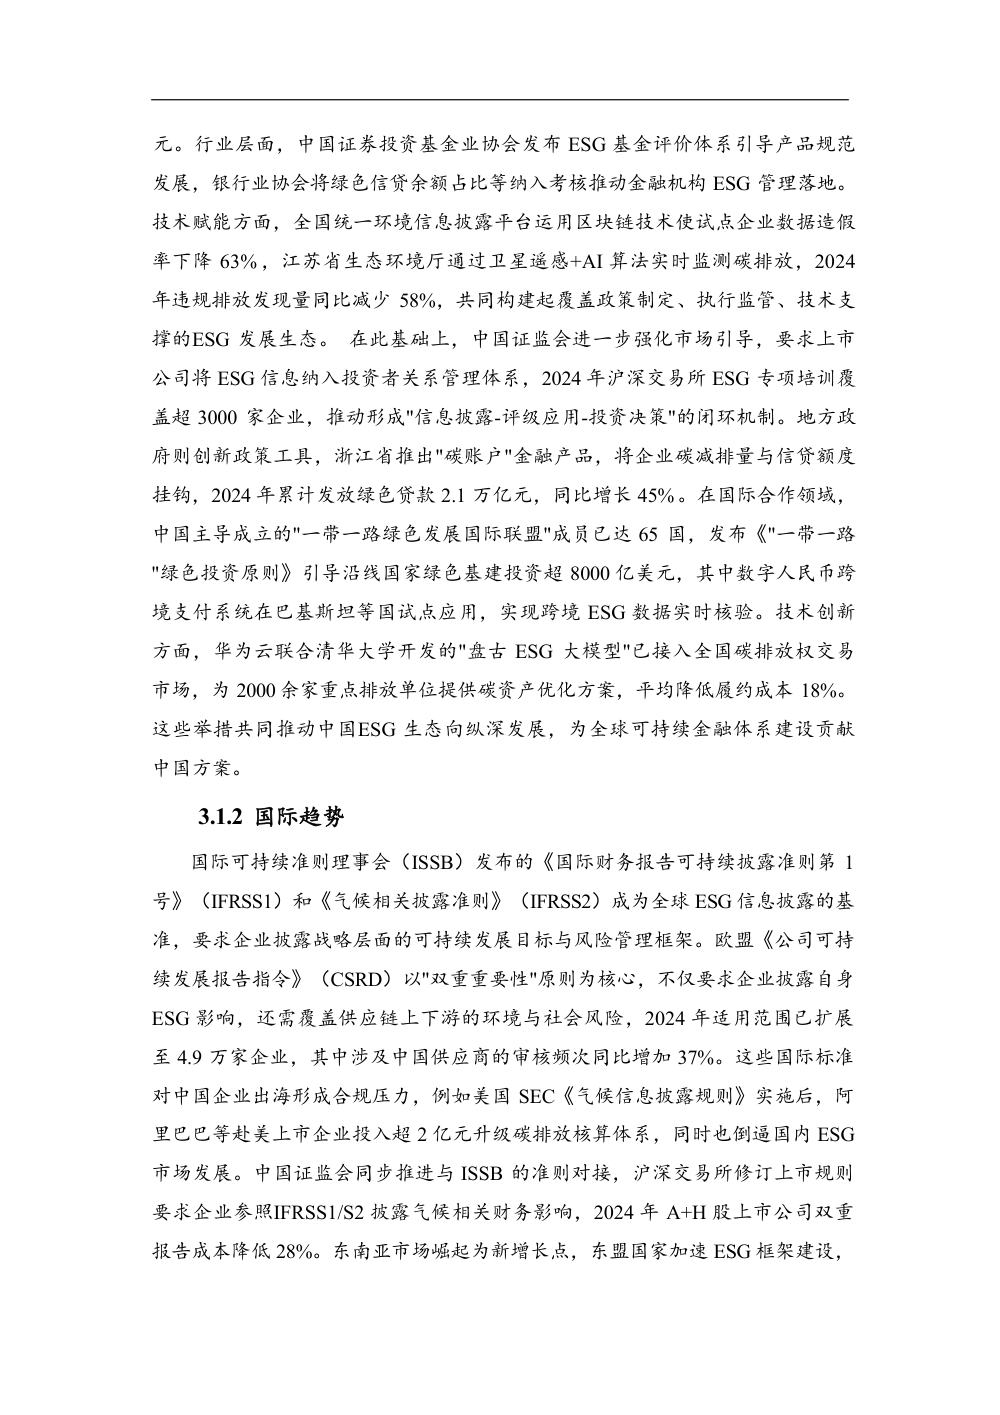 元。行业层面，中国证券投资基金业协会发布 ESG 基金评价体系引导产品规范
发展，银行业协会将绿色信贷余额占比等纳入考核推动金融机构 ESG 管理落地。
技术赋能方面，全国统一环境信息披露平台运用区块链技术使试点企业数据造假
率下降 63%，江苏省生态环境厅通过卫星遥感+AI 算法实时监测碳排放，2024
年违规排放发现量同比减少 58%，共同构建起覆盖政策制定、执行监管、技术支
撑的ESG 发展生态。 在此基础上，中国证监会进一步强化市场引导，要求上市
公司将 ESG 信息纳入投资者关系管理体系，2024 年沪深交易所 ESG 专项培训覆
盖超 3000 家企业，推动形成"信息披露-评级应用-投资决策"的闭环机制。地方政
府则创新政策工具，浙江省推出"碳账户"金融产品，将企业碳减排量与信贷额度
挂钩，2024 年累计发放绿色贷款 2.1 万亿元，同比增长 45%。在国际合作领域，
中国主导成立的"一带一路绿色发展国际联盟"成员已达 65 国，发布《"一带一路
"绿色投资原则》引导沿线国家绿色基建投资超 8000 亿美元，其中数字人民币跨
境支付系统在巴基斯坦等国试点应用，实现跨境 ESG 数据实时核验。技术创新
方面，华为云联合清华大学开发的"盘古 ESG 大模型"已接入全国碳排放权交易
市场，为 2000 余家重点排放单位提供碳资产优化方案，平均降低履约成本 18%。
这些举措共同推动中国ESG 生态向纵深发展，为全球可持续金融体系建设贡献
中国方案。
3.1.2 国际趋势
国际可持续准则理事会（ISSB）发布的《国际财务报告可持续披露准则第 1
号》（IFRSS1）和《气候相关披露准则》（IFRSS2）成为全球 ESG 信息披露的基
准，要求企业披露战略层面的可持续发展目标与风险管理框架。欧盟《公司可持
续发展报告指令》（CSRD）以"双重重要性"原则为核心，不仅要求企业披露自身
ESG 影响，还需覆盖供应链上下游的环境与社会风险，2024 年适用范围已扩展
至 4.9 万家企业，其中涉及中国供应商的审核频次同比增加 37%。这些国际标准
对中国企业出海形成合规压力，例如美国 SEC《气候信息披露规则》实施后，阿
里巴巴等赴美上市企业投入超 2 亿元升级碳排放核算体系，同时也倒逼国内 ESG
市场发展。中国证监会同步推进与 ISSB 的准则对接，沪深交易所修订上市规则
要求企业参照IFRSS1/S2 披露气候相关财务影响，2024 年 A+H 股上市公司双重
报告成本降低 28%。东南亚市场崛起为新增长点，东盟国家加速 ESG 框架建设，